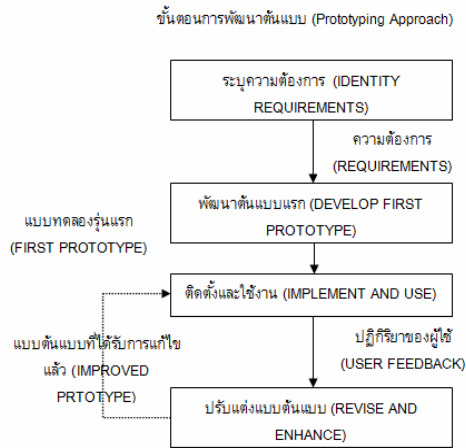 ขั้นตอนการพัฒนาต้นแบบ (Prototyping Approach)
ระบุความต้องการ (IDENTITY
REQUIREMENTS)
ความต้องการ
(REQUIREMENTS)
พัฒนาต้นแบบแรก (DEVELOP FIRST
PROTOTYPE)
แบบทดลองรุ่นแรก
(FIRST PROTOTYPE)
ติดตั้งและใช้งาน (IMPLEMENT AND USE)
ปฏิกิริยาของผู้ใช้
(USER FEEDBACK)
แบบต้นแบบที่ได้รับการแก้ไข
แล้ว (IMPROVED
PRTOTYPE)
ปรับแต่งแบบต้นแบบ (REVISE AND
ENHANCE)